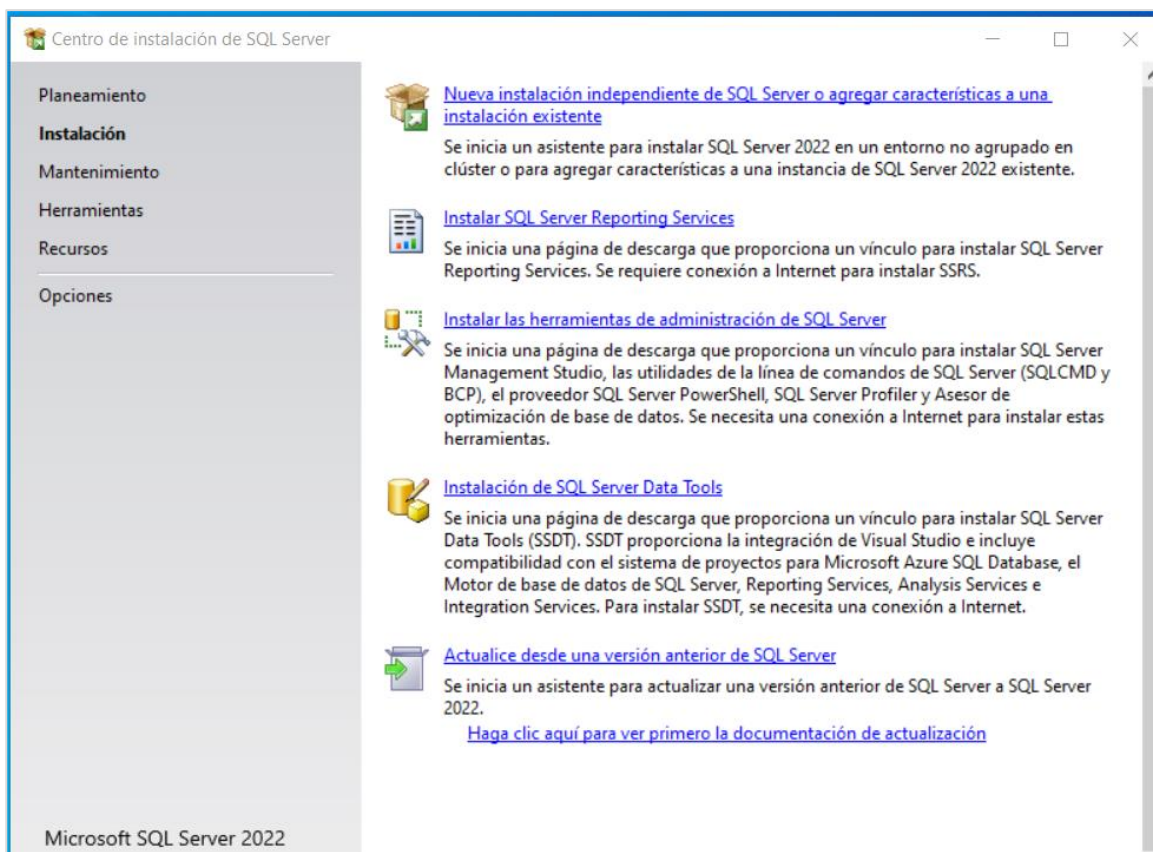 Centro de instalación de SQL Server
Planeamiento
Instalación
Mantenimiento
Herramientas
Recursos
Opciones
Microsoft SQL Server 2022
Nueva instalación independiente de SQL Server o agregar características a una
instalación existente
Se inicia un asistente para instalar SQL Server 2022 en un entorno no agrupado en
clúster o para agregar características a una instancia de SQL Server 2022 existente.
Instalar SQL Server Reporting Services
Se inicia una página de descarga que proporciona un vínculo para instalar SQL Server
Reporting Services. Se requiere conexión a Internet para instalar SSRS.
Instalar las herramientas de administración de SQL Server
Se inicia una página de descarga que proporciona un vínculo para instalar SQL Server
Management Studio, las utilidades de la línea de comandos de SQL Server (SQLCMD y
BCP), el proveedor SQL Server PowerShell, SQL Server Profiler y Asesor de
optimización de base de datos. Se necesita una conexión a Internet para instalar estas
herramientas.
Instalación de SQL Server Data Tools
Se inicia una página de descarga que proporciona un vínculo para instalar SQL Server
Data Tools (SSDT). SSDT proporciona la integración de Visual Studio e incluye
compatibilidad con el sistema de proyectos para Microsoft Azure SQL Database, el
Motor de base de datos de SQL Server, Reporting Services, Analysis Services e
Integration Services. Para instalar SSDT, se necesita una conexión a Internet.
Actualice desde una versión anterior de SQL Server
Se inicia un asistente para actualizar una versión anterior de SQL Server a SQL Server
2022.
Haga clic aquí para ver primero la documentación de actualización